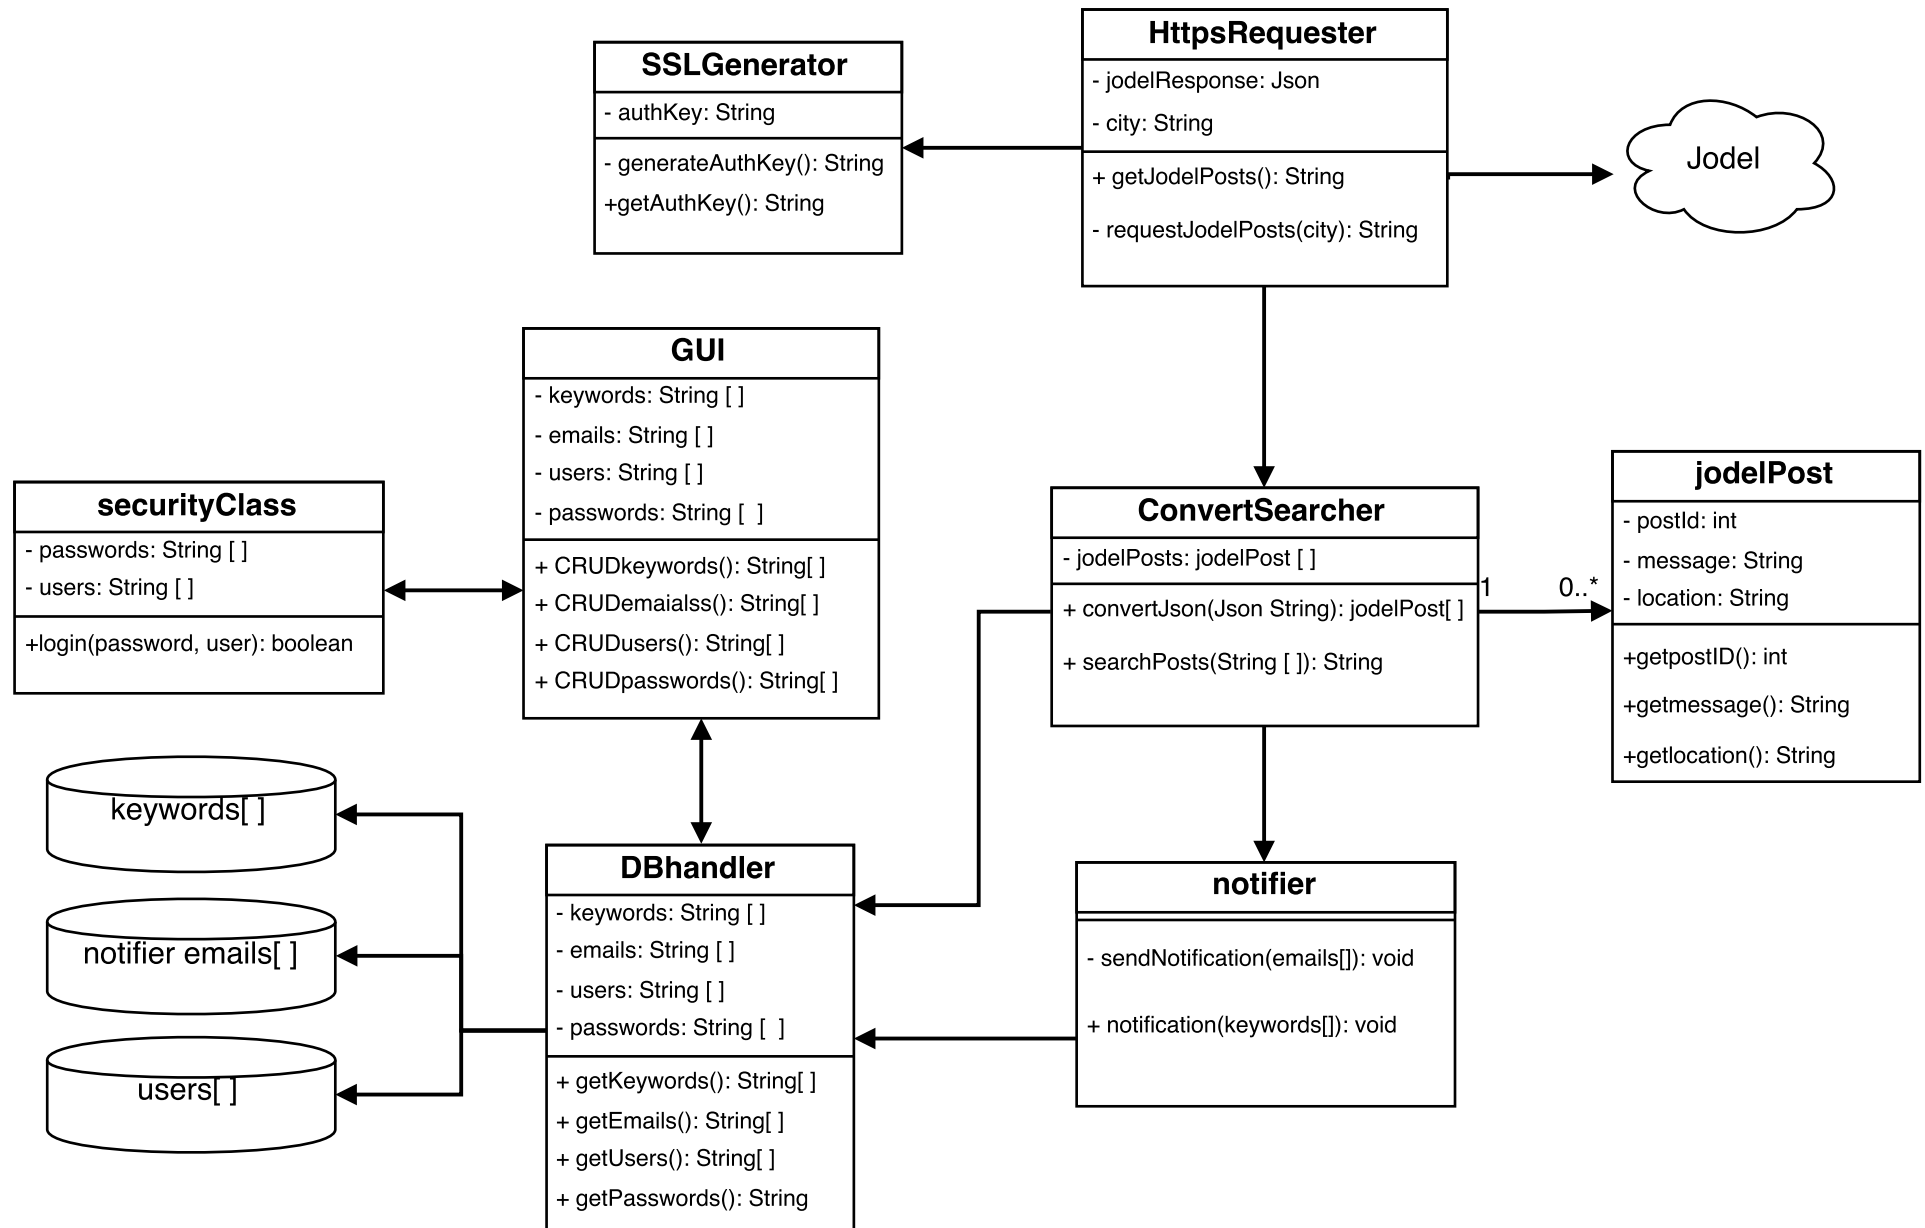 HttpsRequester
- jodelResponse: Json
- city: String
+ getJodelPosts(): String
- requestJodelPosts(city): String
SSLGenerator
- authKey: String
- generateAuthKey(): String
+getAuthKey(): String
Jodel
GUI
- keywords: String [ ]
- emails: String [ ]
- users: String [ ]
- passwords: String [  ]
+ CRUDkeywords(): String[ ]
+ CRUDemaialss(): String[ ]
+ CRUDusers(): String[ ]
+ CRUDpasswords(): String[ ]
securityClass
- passwords: String [ ]
- users: String [ ]
+login(password, user): boolean
ConvertSearcher
- jodelPosts: jodelPost [ ]
+ convertJson(Json String): jodelPost[ ]
+ searchPosts(String [ ]): String
1
0..*
jodelPost
- postId: int
- message: String
- location: String
+getpostID(): int
+getmessage(): String
+getlocation(): String
keywords[ ]
notifier emails[ ]
users[ ]
DBhandler
- keywords: String [ ]
- emails: String [ ]
- users: String [ ]
- passwords: String [  ]
+ getKeywords(): String[ ]
+ getEmails(): String[ ]
+ getUsers(): String[ ]
+ getPasswords(): String
notifier
- sendNotification(emails[]): void
+ notification(keywords[]): void